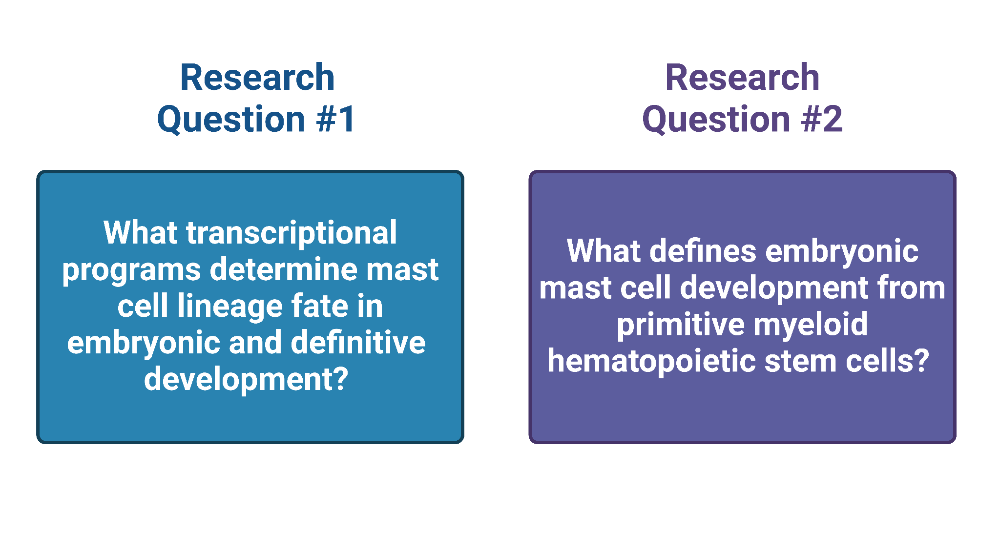 Research
Question #1
What transcriptional
programs determine mast
cell lineage fate in
embryonic and definitive
development?
Research
Question #2
What defines embryonic
mast cell development from
primitive myeloid
hematopoietic stem cells?